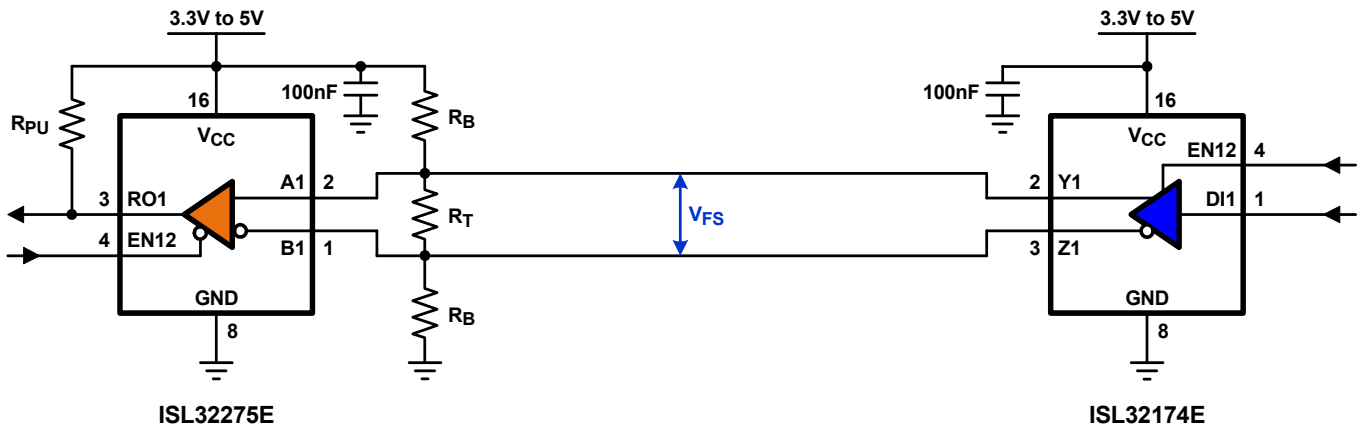 3.3V to 5V
3.3V to 5V
100nF
100nF
16
16
RPU
RB
VCC
VCC
EN12 4
A1 2
2 Y1
3 RO1
RT
VFS
DI1 1
4 EN12
B1 1
3 Z1
GND
GND
RB
8
8
ISL32275E
ISL32174E